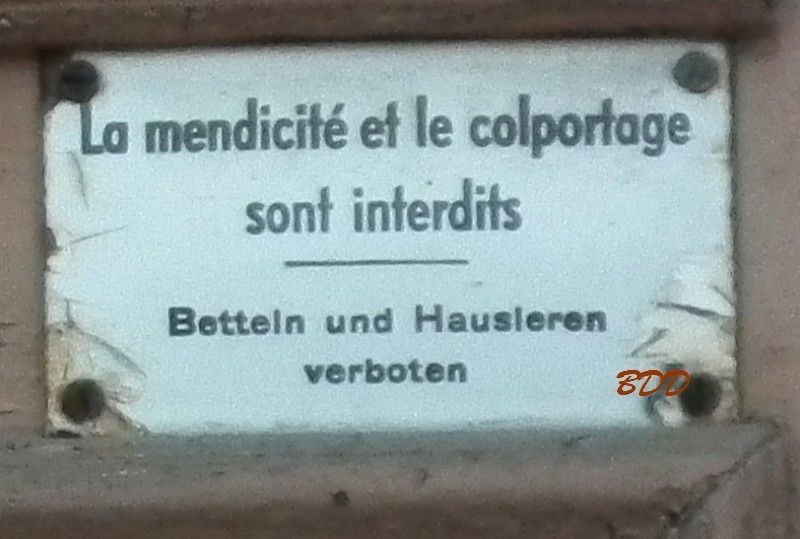 La mendicité et le colportage
sont interdits
Betteln und Hausieren
verboten
BDD